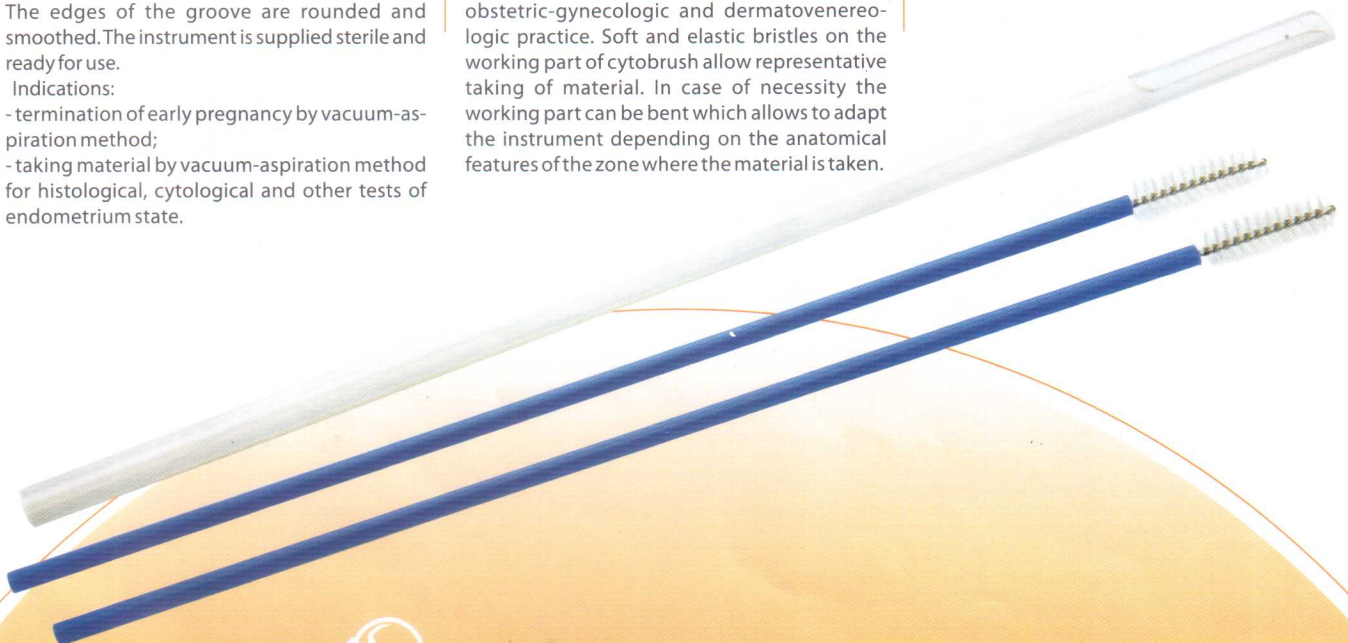 The edges of the groove are rounded and
smoothed. The instrument is supplied sterile and
ready for use.
Indications:
- termination of early pregnancy by vacuum-as-
piration method;
- taking material by vacuum-aspiration method
for histological, cytological and other tests of
endometrium state.
obstetric-gynecologic and dermatovenereo-
logic practice. Soft and elastic bristles on the
working part of cytobrush allow representative
taking of material. In case of necessity the
working part can be bent which allows to adapt
the instrument depending on the anatomical
features of the zone where the material is taken.